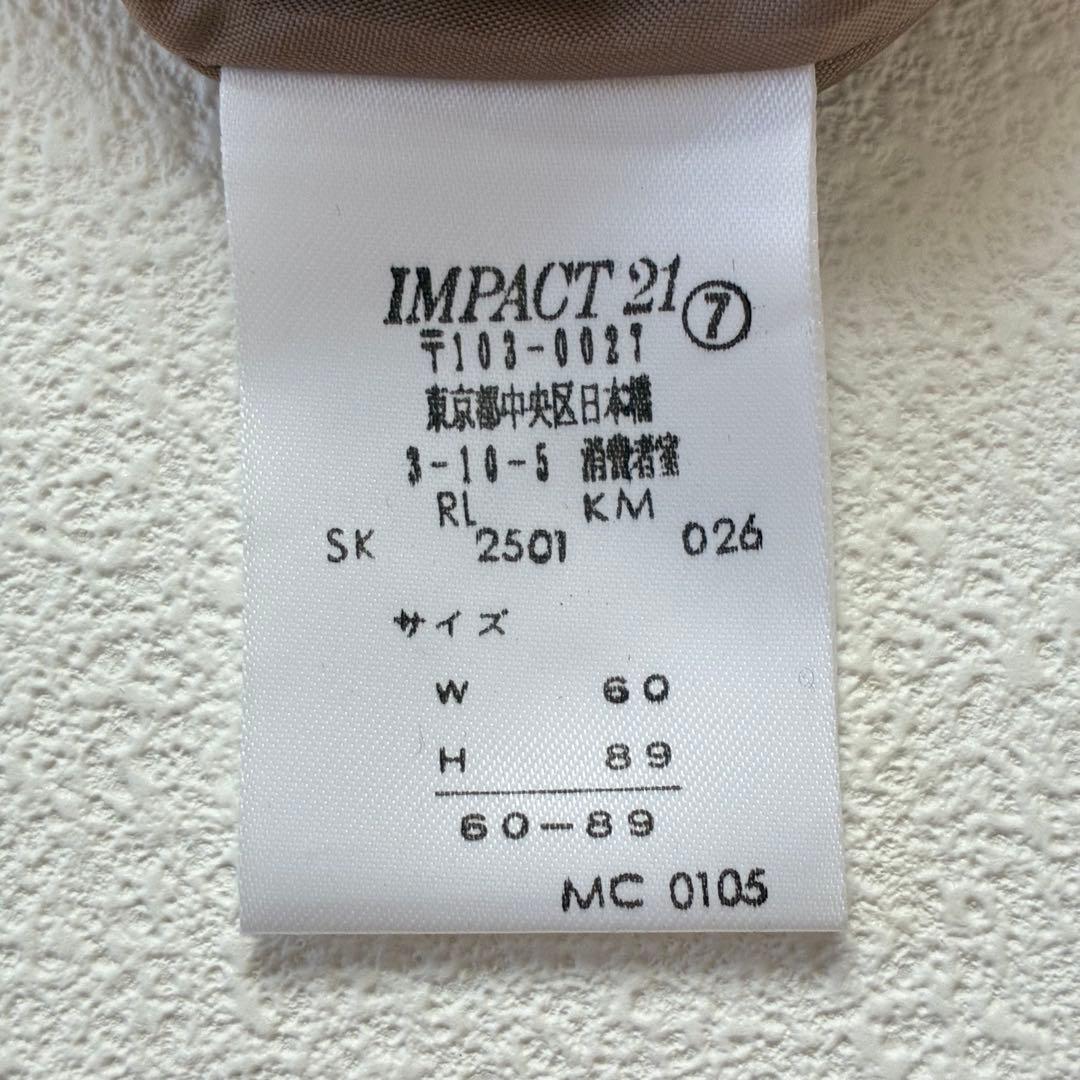 IMPACT 21 ⑦
〒103-0027
東京都中央区日本橋
3-10-5 消費者室
RL KM
SK 2501 026
サイズ
W 60
H 89
60-89
MC 0105